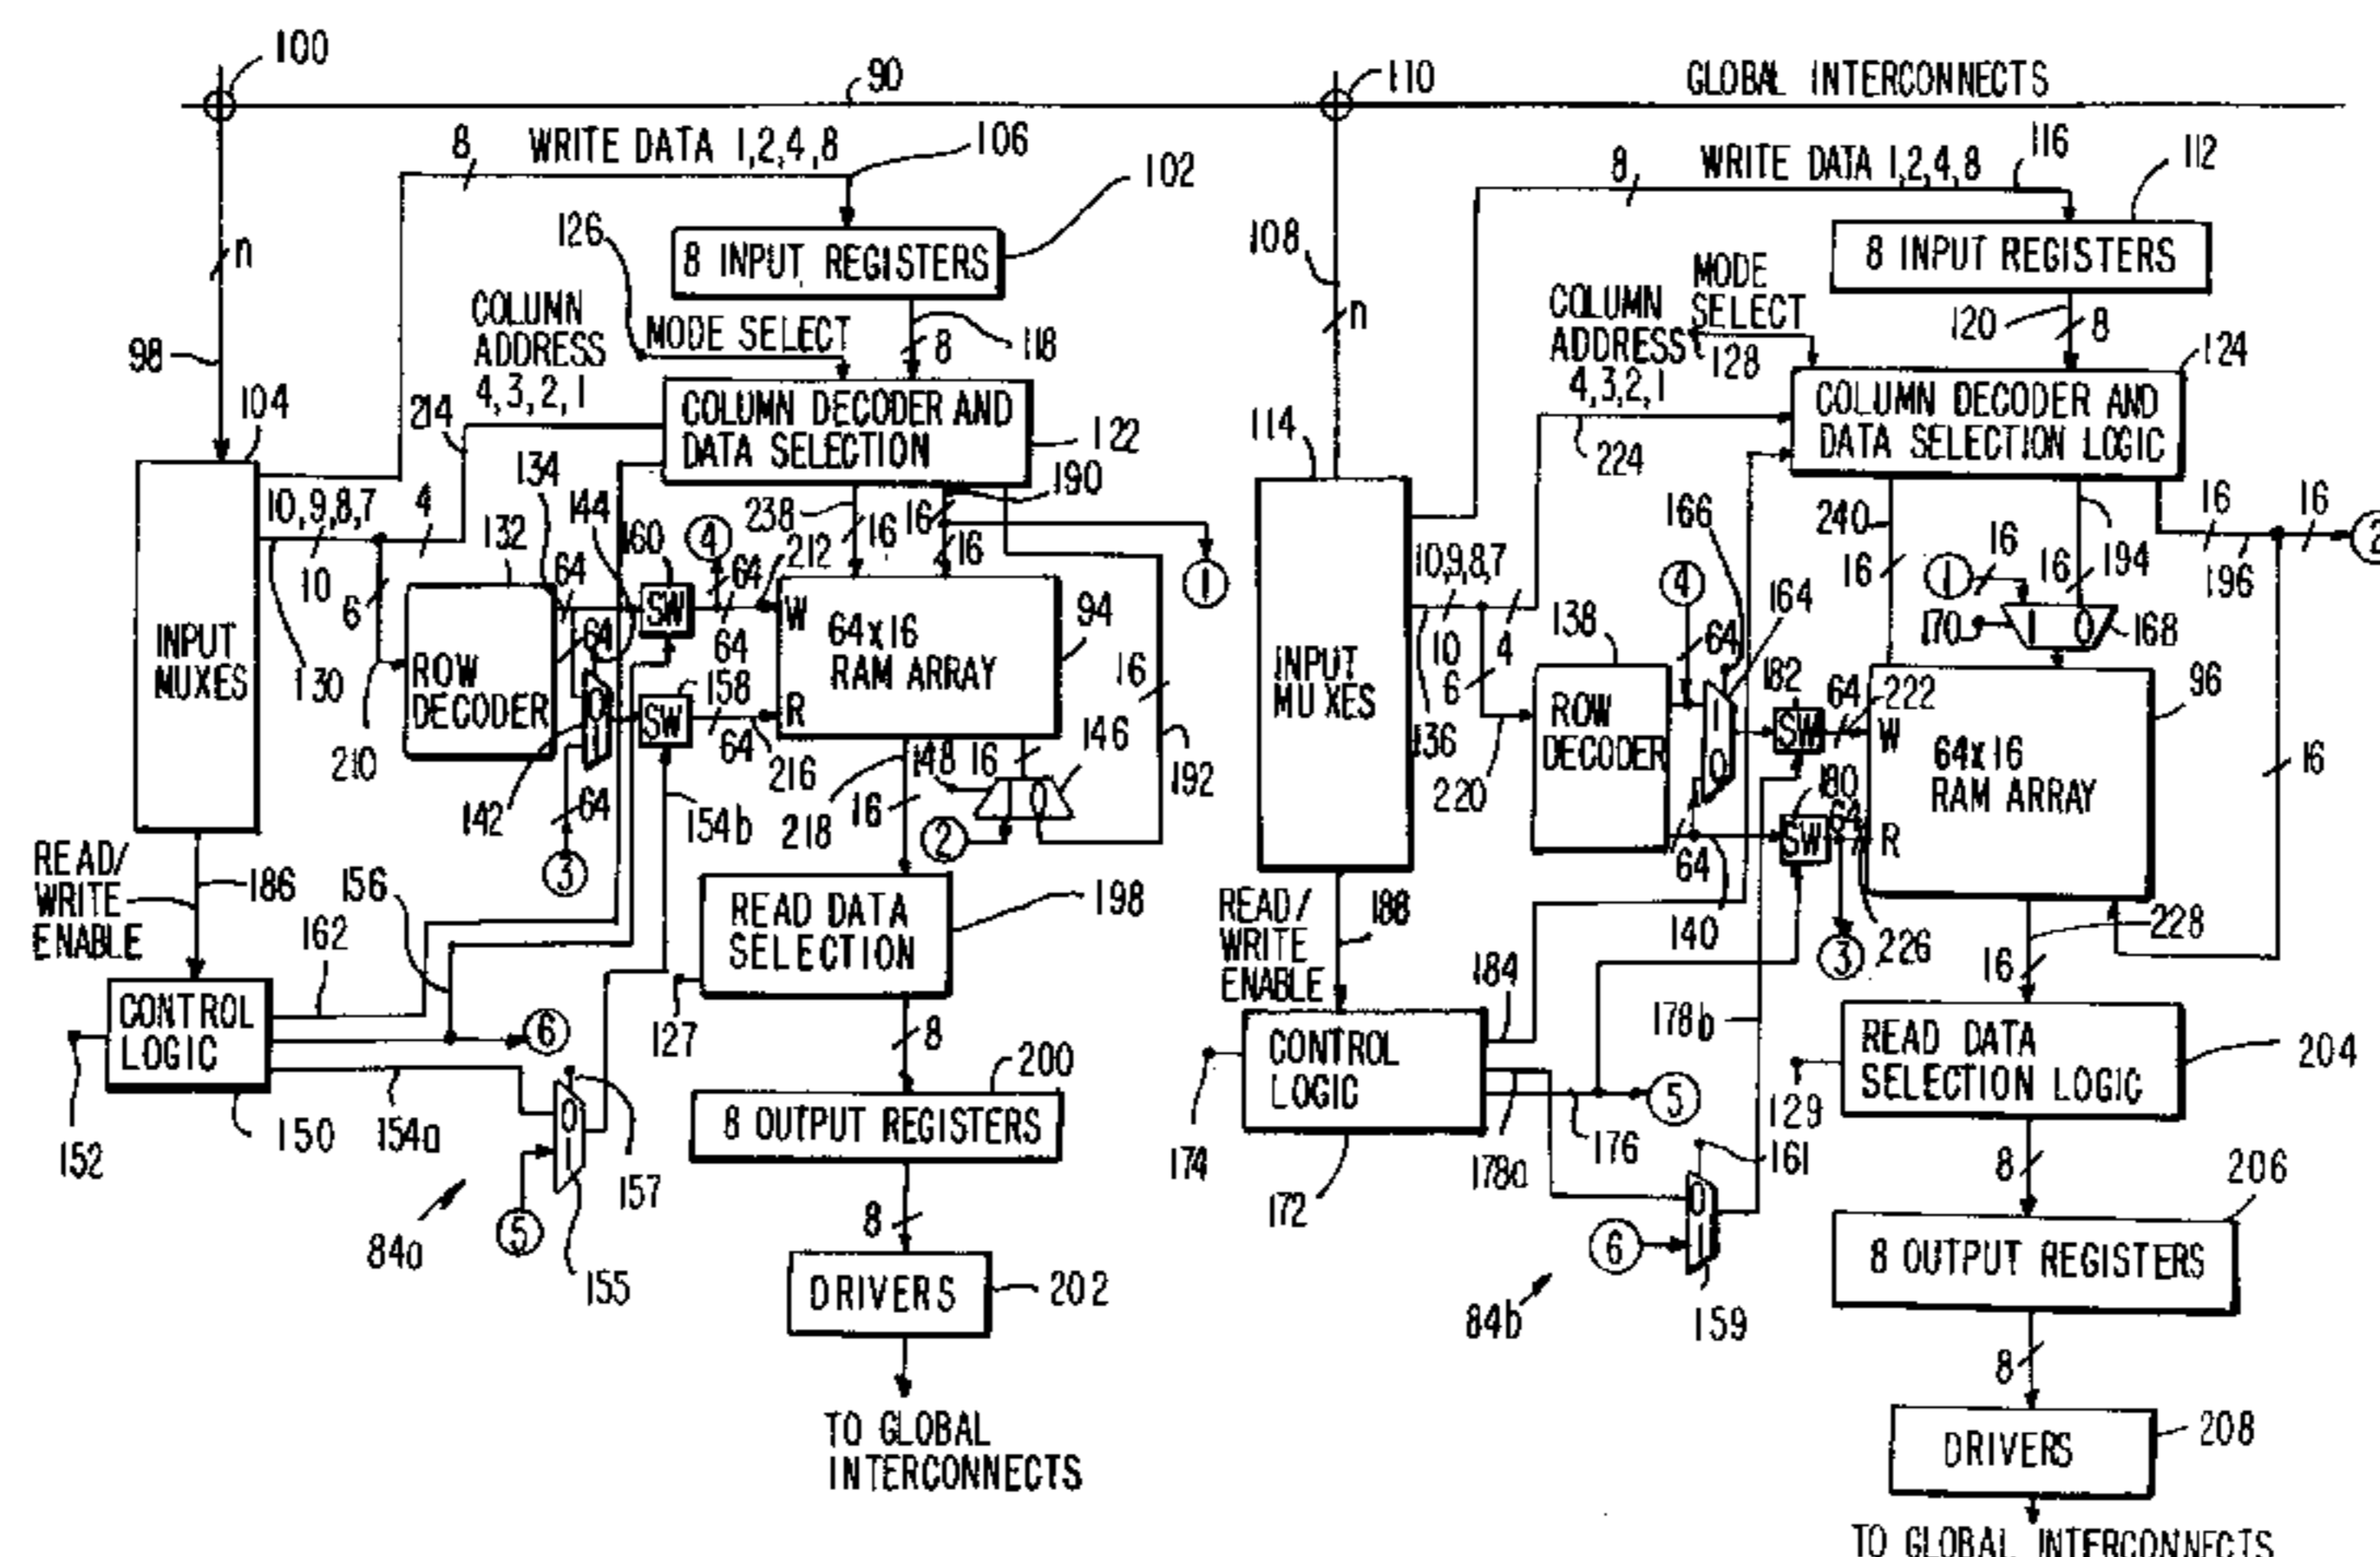 100
90
110
GLOBAL INTERCONNECTS
8
WRITE DATA 1,2,4,8
106
102
8
WRITE DATA 1,2,4,8
116
112
126
8 INPUT REGISTERS
n
108
n
8 INPUT REGISTERS
COLUMN
ADDRESS
4,3,2,1
MODE SELECT
8
118
98
COLUMN
ADDRESS
4,3,2,1
MODE
SELECT
128
120
8
124
104
214
COLUMN DECODER AND
DATA SELECTION
122
114
224
COLUMN DECODER AND
DATA SELECTION LOGIC
10,9,8,7
4
134
144
160
4
238
16
16
190
16
212
1
INPUT
MUXES
130
10
6
132
64
64
SW
64
64
W
64x16
RAM ARRAY
94
ROW
DECODER
210
142
64
3
158
SW
64
216
R
154b
148
16
146
16
192
218
16
2
10,9,8,7
10
6
4
136
INPUT
MUXES
138
4
64
166
164
240
16
1
16
16
194
170
1 0
168
16
16
196
2
ROW
DECODER
220
182
64
222
SW
W
180
64
SW
R
64x16
RAM ARRAY
96
16
64
140
3
226
228
16
READ/
WRITE
ENABLE
186
156
162
READ DATA
SELECTION
198
127
8
READ/
WRITE
ENABLE
188
184
178b
CONTROL
LOGIC
152
150
154a
6
0
1
157
5
155
84a
200
8 OUTPUT REGISTERS
8
DRIVERS
202
TO GLOBAL
INTERCONNECTS
CONTROL
LOGIC
174
172
178a
176
5
161
0
1
6
159
84b
READ DATA
SELECTION LOGIC
204
129
8
206
8 OUTPUT REGISTERS
8
DRIVERS
208
TO GLOBAL INTERCONNECTS